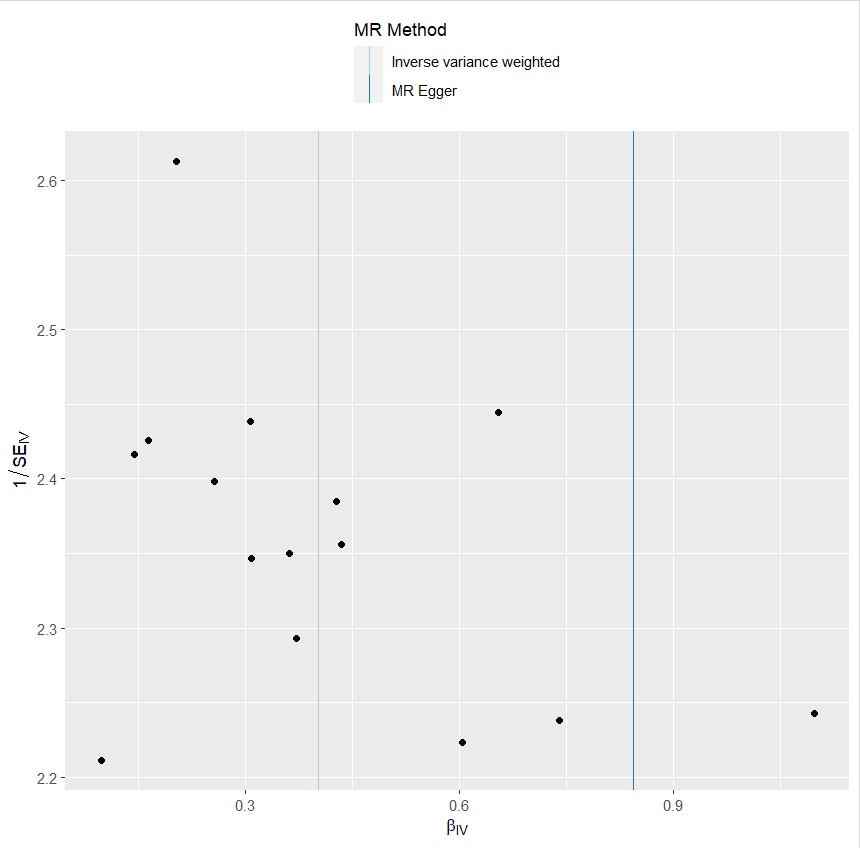 MR Method
Inverse variance weighted
MR Egger
2.6
2.5
2.4
2.3
2.2
1 / SE_IV
0.3 0.6 0.9
β_IV